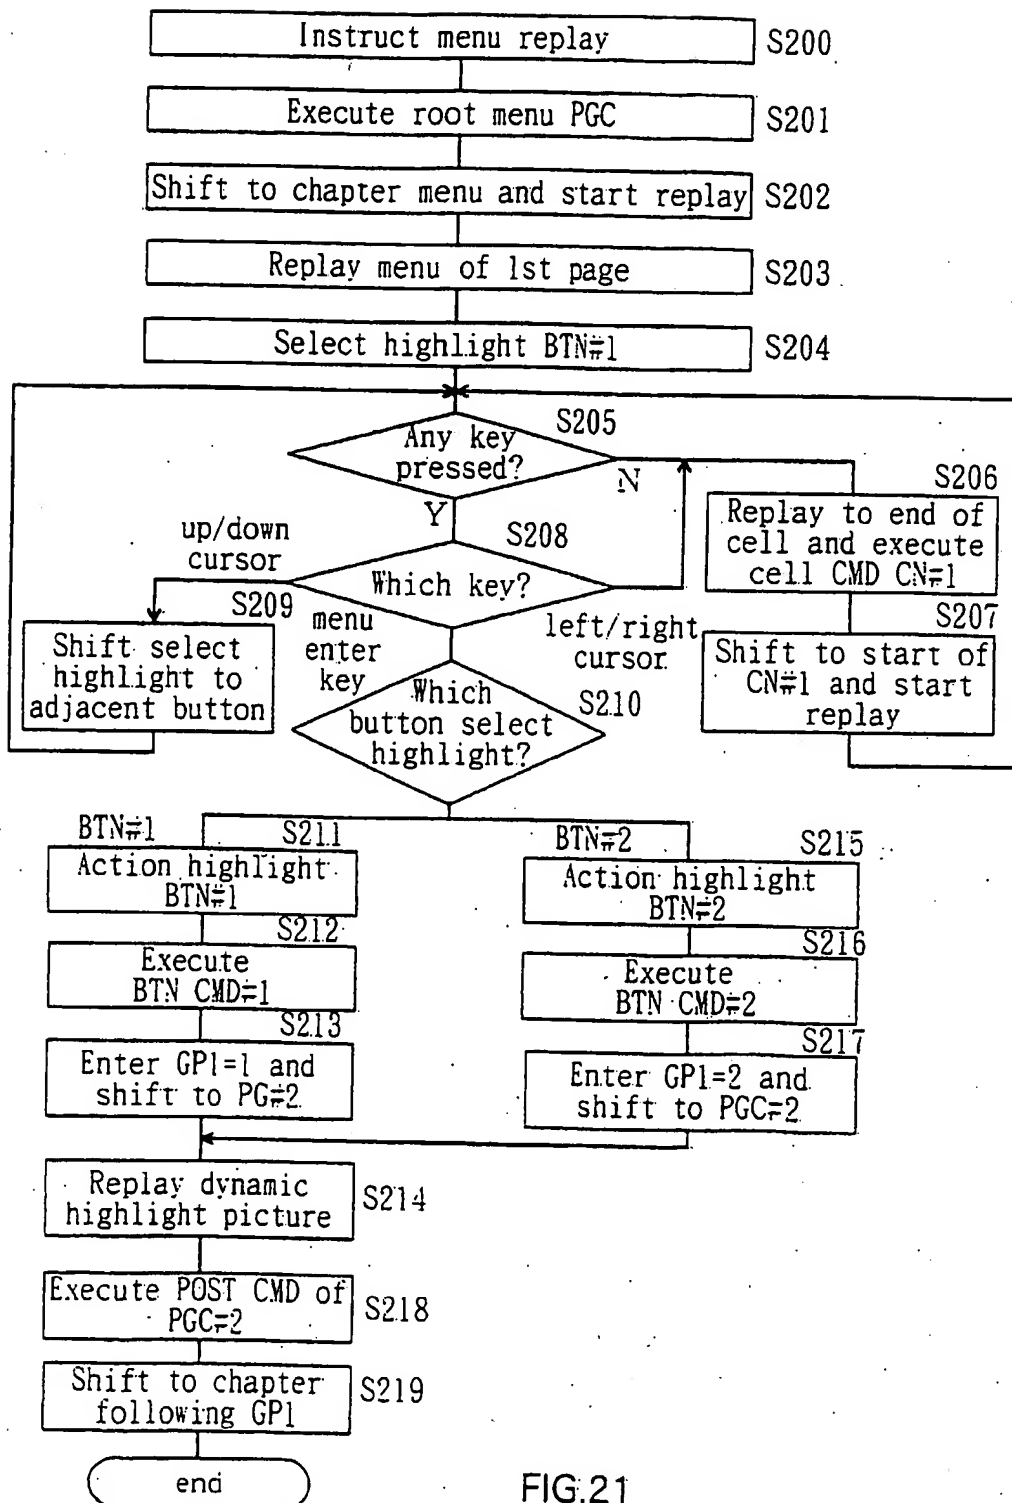 Instruct menu replay
S200
Execute root menu PGC
S201
Shift to chapter menu and start replay
S202
Replay menu of 1st page
S203
Select highlight BTN#1
S204
S205
Any key
pressed?
N
Y
S206
Replay to end of
cell and execute
cell CMD CN#1
up/down
cursor
S208
Which key?
S209
Shift select
highlight to
adjacent button
menu
enter
key
left/right
cursor
S207
Shift to start of
CN#1 and start
replay
Which
button select
highlight?
S210
BTN#1
S211
Action highlight
BTN#1
S212
Execute
BTN CMD#1
S213
Enter GP1=1 and
shift to PG#2
BTN#2
S215
Action highlight
BTN#2
S216
Execute
BTN CMD#2
S217
Enter GP1=2 and
shift to PGC#2
Replay dynamic
highlight picture
S214
Execute POST CMD of
PGC#2
S218
Shift to chapter
following GP1
S219
end
FIG.21